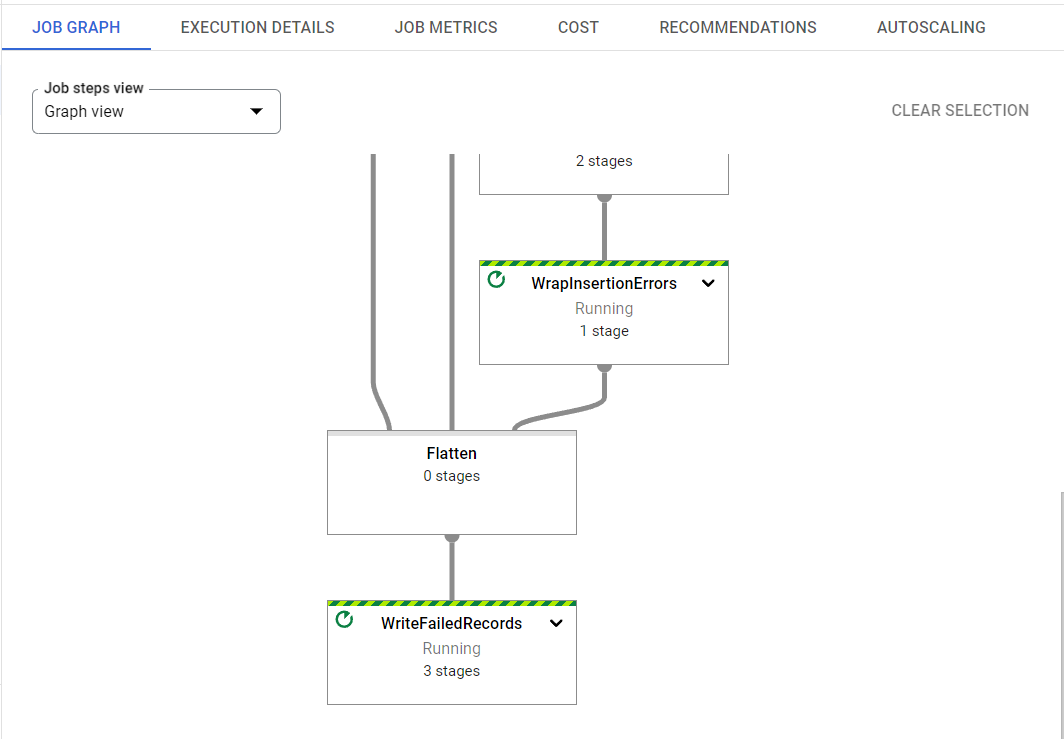 JOB GRAPH EXECUTION DETAILS JOB METRICS COST RECOMMENDATIONS AUTOSCALING
Job steps view
Graph view
CLEAR SELECTION
2 stages
WrapInsertionErrors
Running
1 stage
Flatten
0 stages
WriteFailedRecords
Running
3 stages